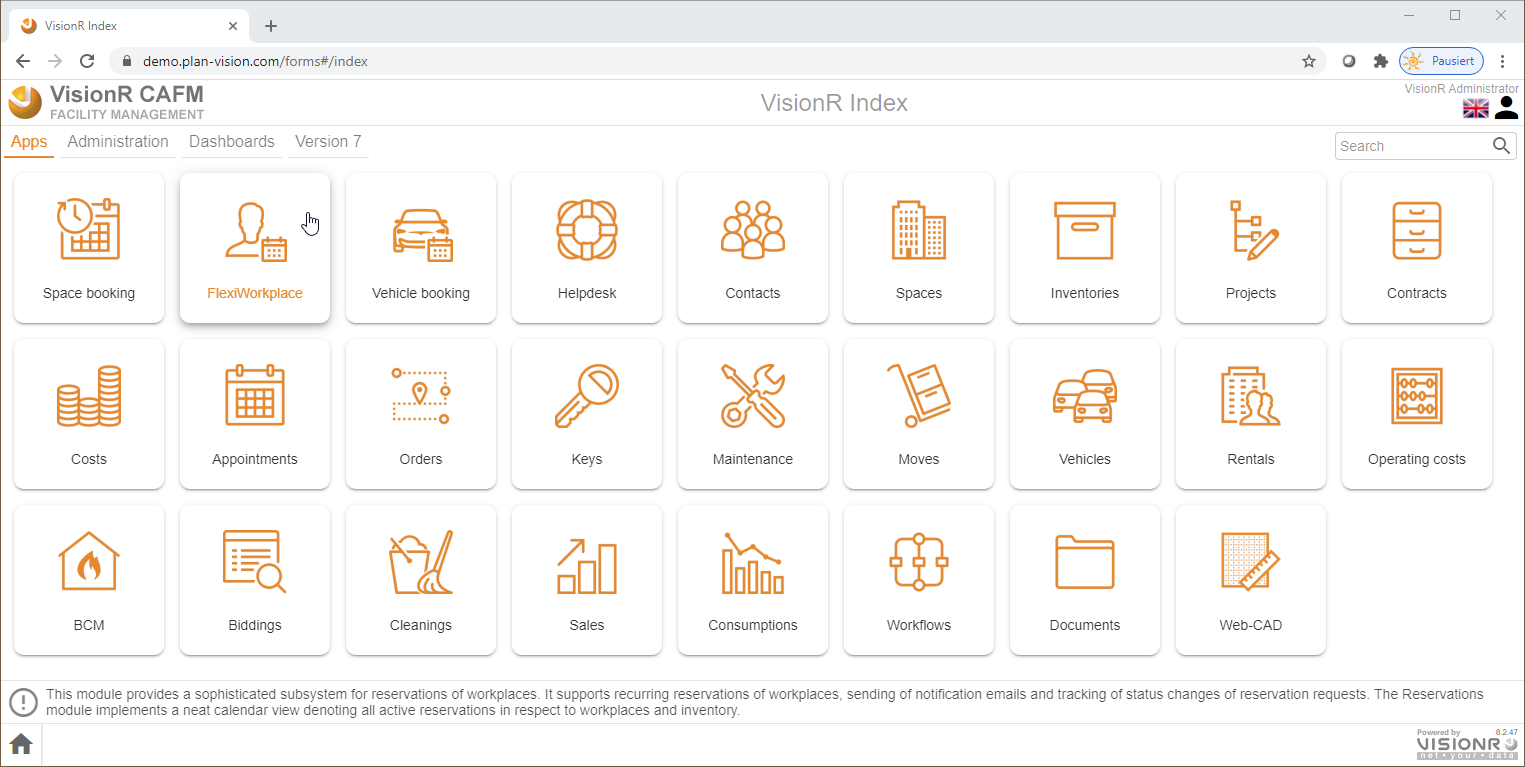 VisionR Index
demo.plan-vision.com/forms#/index
Pausiert
VisionR CAFM
FACILITY MANAGEMENT
VisionR Index
VisionR Administrator
Apps Administration Dashboards Version 7
Search
Space booking FlexiWorkplace Vehicle booking Helpdesk Contacts Spaces Inventories Projects Contracts
Costs Appointments Orders Keys Maintenance Moves Vehicles Rentals Operating costs
BCM Biddings Cleanings Sales Consumptions Workflows Documents Web-CAD
This module provides a sophisticated subsystem for reservations of workplaces. It supports recurring reservations of workplaces, sending of notification emails and tracking of status changes of reservation requests. The Reservations
module implements a neat calendar view denoting all active reservations in respect to workplaces and inventory.
Powered by 8.2.47
VISIONR
net•your•data